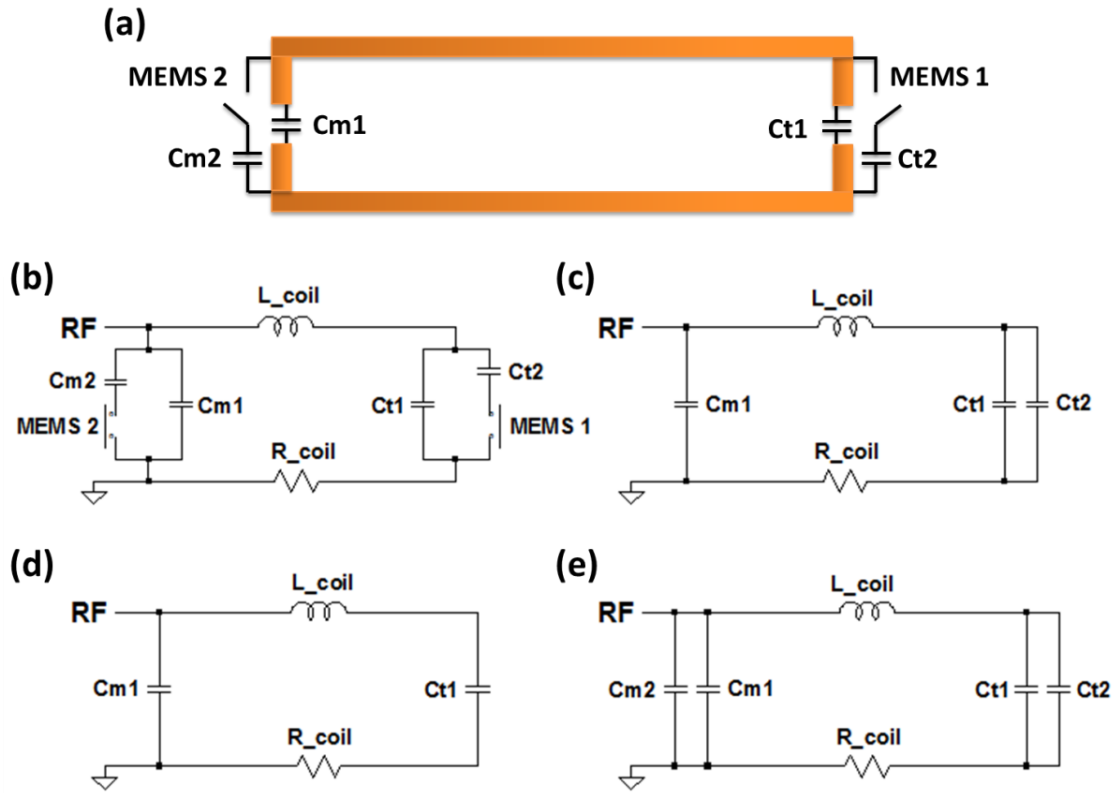 (a)
MEMS 2
MEMS 1
Cm1
Ct1
Cm2
Ct2
(b)
L_coil
RF
Cm2
Cm1
Ct1
Ct2
MEMS 2
MEMS 1
R_coil
(c)
L_coil
RF
Cm1
Ct1
Ct2
R_coil
(d)
L_coil
RF
Cm1
Ct1
R_coil
(e)
L_coil
RF
Cm2
Cm1
Ct1
Ct2
R_coil